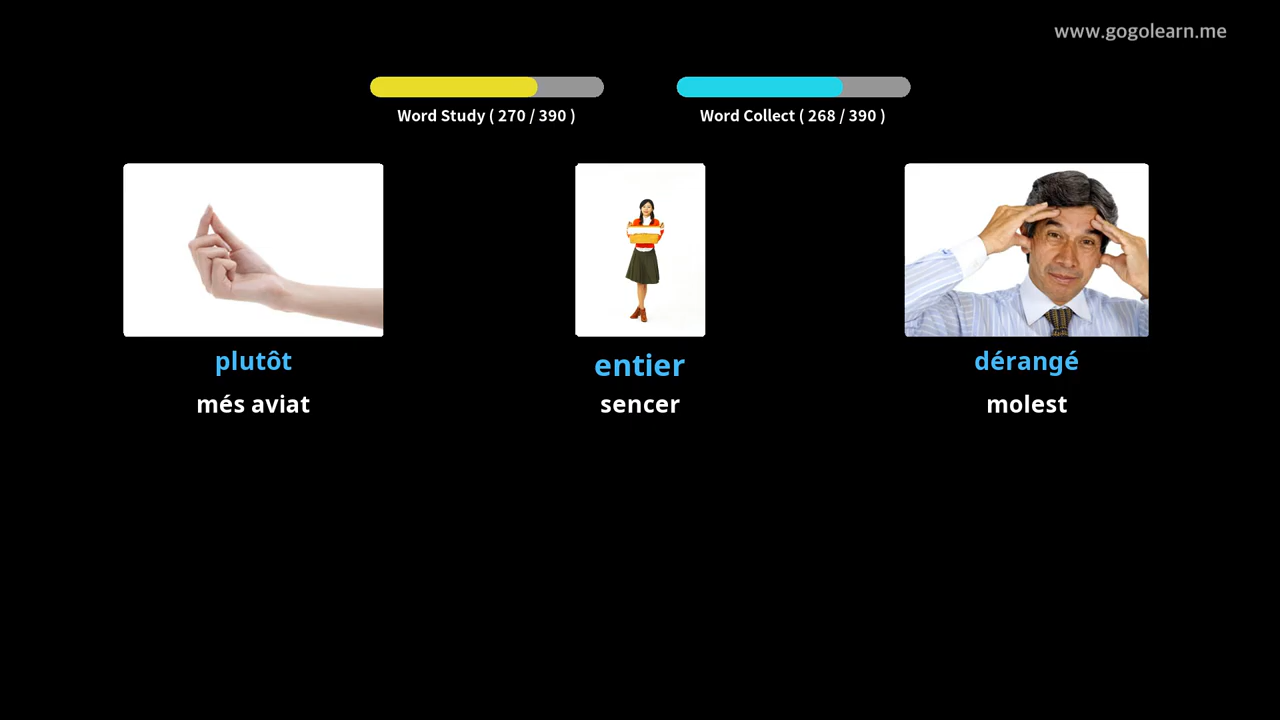 www.gogolearn.me
Word Study ( 270 / 390 )
Word Collect ( 268 / 390 )
plutôt
entier
dérangé
més aviat
sencer
molest